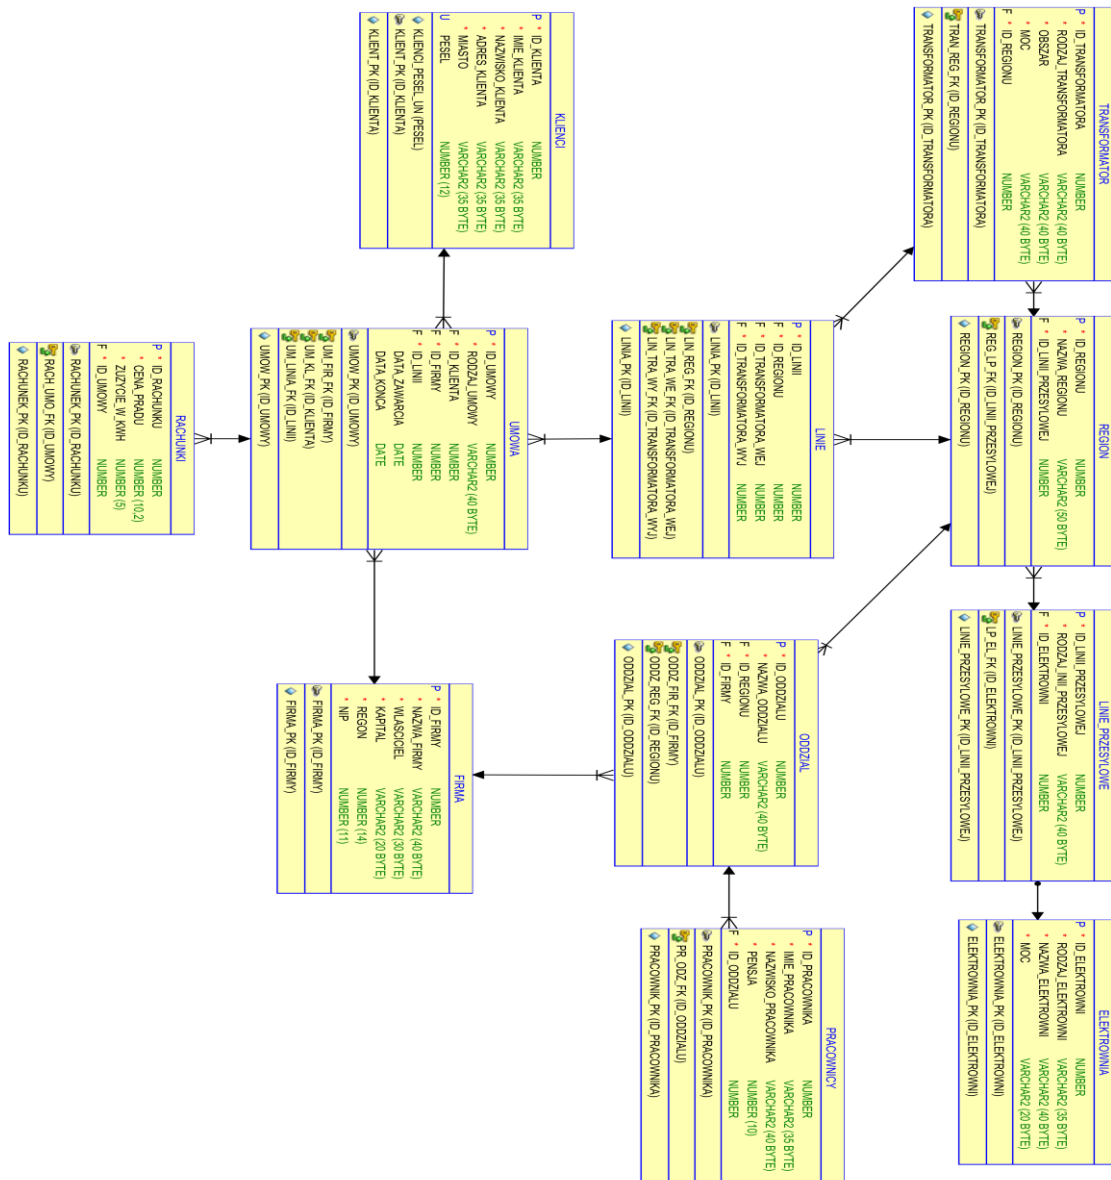 TRANSFORMATOR
P * ID_TRANSFORMATORA NUMBER
* RODZAJ_TRANSFORMATORA VARCHAR2 (40 BYTE)
* OBSZAR VARCHAR2 (40 BYTE)
* MOC VARCHAR2 (40 BYTE)
F * ID_REGIONU NUMBER
TRANSFORMATOR_PK (ID_TRANSFORMATORA)
TRAN_REG_FK (ID_REGIONU)
TRANSFORMATOR_PK (ID_TRANSFORMATORA)
REGION
P * ID_REGIONU NUMBER
* NAZWA_REGIONU VARCHAR2 (50 BYTE)
F * ID_LINII_PRZESYLOWEJ NUMBER
REGION_PK (ID_REGIONU)
REG_LP_FK (ID_LINII_PRZESYLOWEJ)
REGION_PK (ID_REGIONU)
LINIE_PRZESYLOWE
P * ID_LINII_PRZESYLOWEJ NUMBER
* RODZAJ_INII_PRZESYLOWEJ VARCHAR2 (40 BYTE)
F * ID_ELEKTROWNI NUMBER
LINIE_PRZESYLOWE_PK (ID_LINII_PRZESYLOWEJ)
LP_EL_FK (ID_ELEKTROWNI)
LINIE_PRZESYLOWE_PK (ID_LINII_PRZESYLOWEJ)
ELEKTROWNIA
P * ID_ELEKTROWNI NUMBER
* RODZAJ_ELEKTROWNI VARCHAR2 (35 BYTE)
* NAZWA_ELEKTROWNI VARCHAR2 (40 BYTE)
* MOC VARCHAR2 (20 BYTE)
ELEKTROWNIA_PK (ID_ELEKTROWNI)
ELEKTROWNIA_PK (ID_ELEKTROWNI)
LINIE
P * ID_LINII NUMBER
F * ID_REGIONU NUMBER
F * ID_TRANSFORMATORA_WEJ NUMBER
F * ID_TRANSFORMATORA_WYJ NUMBER
LINIA_PK (ID_LINII)
LIN_REG_FK (ID_REGIONU)
LIN_TRA_WE_FK (ID_TRANSFORMATORA_WEJ)
LIN_TRA_WY_FK (ID_TRANSFORMATORA_WYJ)
LINIA_PK (ID_LINII)
ODDZIAL
P * ID_ODDZIALU NUMBER
* NAZWA_ODDZIALU VARCHAR2 (40 BYTE)
F * ID_REGIONU NUMBER
F * ID_FIRMY NUMBER
ODDZIAL_PK (ID_ODDZIALU)
ODDZ_FIR_FK (ID_FIRMY)
ODDZ_REG_FK (ID_REGIONU)
ODDZIAL_PK (ID_ODDZIALU)
PRACOWNICY
P * ID_PRACOWNIKA NUMBER
* IMIE_PRACOWNIKA VARCHAR2 (35 BYTE)
* NAZWISKO_PRACOWNIKA VARCHAR2 (40 BYTE)
* PENSJA NUMBER (10)
F * ID_ODDZIALU NUMBER
PRACOWNIK_PK (ID_PRACOWNIKA)
PR_ODZ_FK (ID_ODDZIALU)
PRACOWNIK_PK (ID_PRACOWNIKA)
KLIENCI
P * ID_KLIENTA NUMBER
* IMIE_KLIENTA VARCHAR2 (35 BYTE)
* NAZWISKO_KLIENTA VARCHAR2 (35 BYTE)
* ADRES_KLIENTA VARCHAR2 (35 BYTE)
* MIASTO VARCHAR2 (35 BYTE)
U PESEL NUMBER (12)
KLIENCI_PESEL_UN (PESEL)
KLIENT_PK (ID_KLIENTA)
KLIENT_PK (ID_KLIENTA)
UMOWA
P * ID_UMOWY NUMBER
* RODZAJ_UMOWY VARCHAR2 (40 BYTE)
F * ID_KLIENTA NUMBER
F * ID_FIRMY NUMBER
F * ID_LINII NUMBER
DATA_ZAWARCIA DATE
DATA_KONCA DATE
UMOW_PK (ID_UMOWY)
UM_FIR_FK (ID_FIRMY)
UM_KL_FK (ID_KLIENTA)
UM_LINIA_FK (ID_LINII)
UMOW_PK (ID_UMOWY)
FIRMA
P * ID_FIRMY NUMBER
* NAZWA_FIRMY VARCHAR2 (40 BYTE)
* WLASCICIEL VARCHAR2 (30 BYTE)
* KAPITAL VARCHAR2 (20 BYTE)
* REGON NUMBER (14)
* NIP NUMBER (11)
FIRMA_PK (ID_FIRMY)
FIRMA_PK (ID_FIRMY)
RACHUNKI
P * ID_RACHUNKU NUMBER
* CENA_PRADU NUMBER (10,2)
* ZUZYCIE_W_KWH NUMBER (5)
F * ID_UMOWY NUMBER
RACHUNEK_PK (ID_RACHUNKU)
RACH_UMO_FK (ID_UMOWY)
RACHUNEK_PK (ID_RACHUNKU)